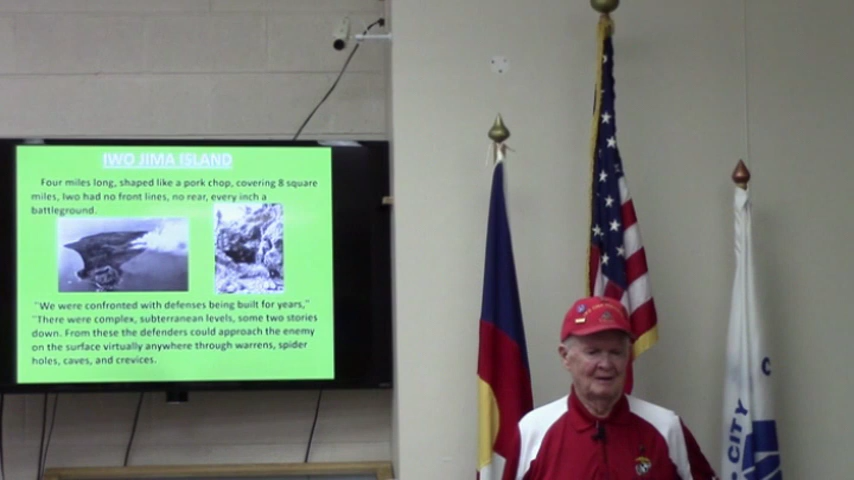 IWO JIMA ISLAND
Four miles long, shaped like a pork chop, covering 8 square
miles, Iwo had no front lines, no rear, every inch a
battleground.
"We were confronted with defenses being built for years,"
"There were complex, subterranean levels, some two stories
down. From these the defenders could approach the enemy
on the surface virtually anywhere through warrens, spider
holes, caves, and crevices.
CITY
C